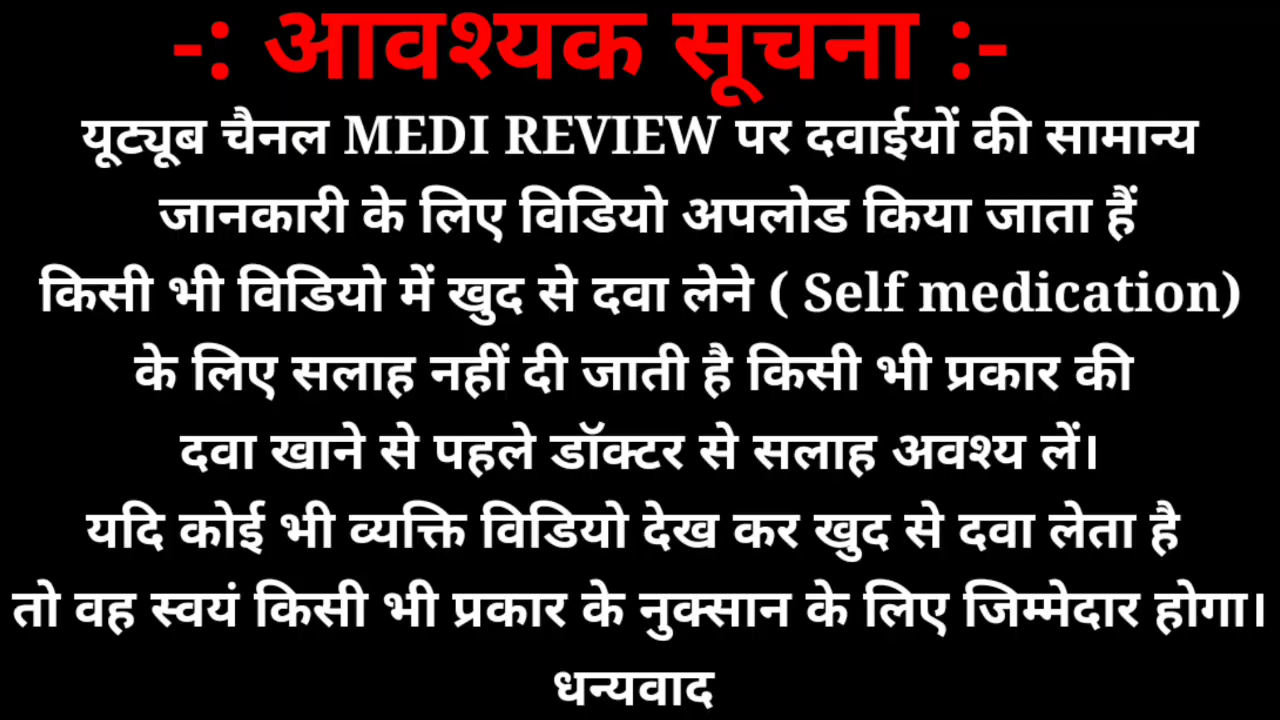 -: आवश्यक सूचना :-
यूट्यूब चैनल MEDI REVIEW पर दवाईयों की सामान्य
जानकारी के लिए विडियो अपलोड किया जाता हैं
किसी भी विडियो में खुद से दवा लेने ( Self medication)
के लिए सलाह नहीं दी जाती है किसी भी प्रकार की
दवा खाने से पहले डॉक्टर से सलाह अवश्य लें।
यदि कोई भी व्यक्ति विडियो देख कर खुद से दवा लेता है
तो वह स्वयं किसी भी प्रकार के नुक्सान के लिए जिम्मेदार होगा।
धन्यवाद